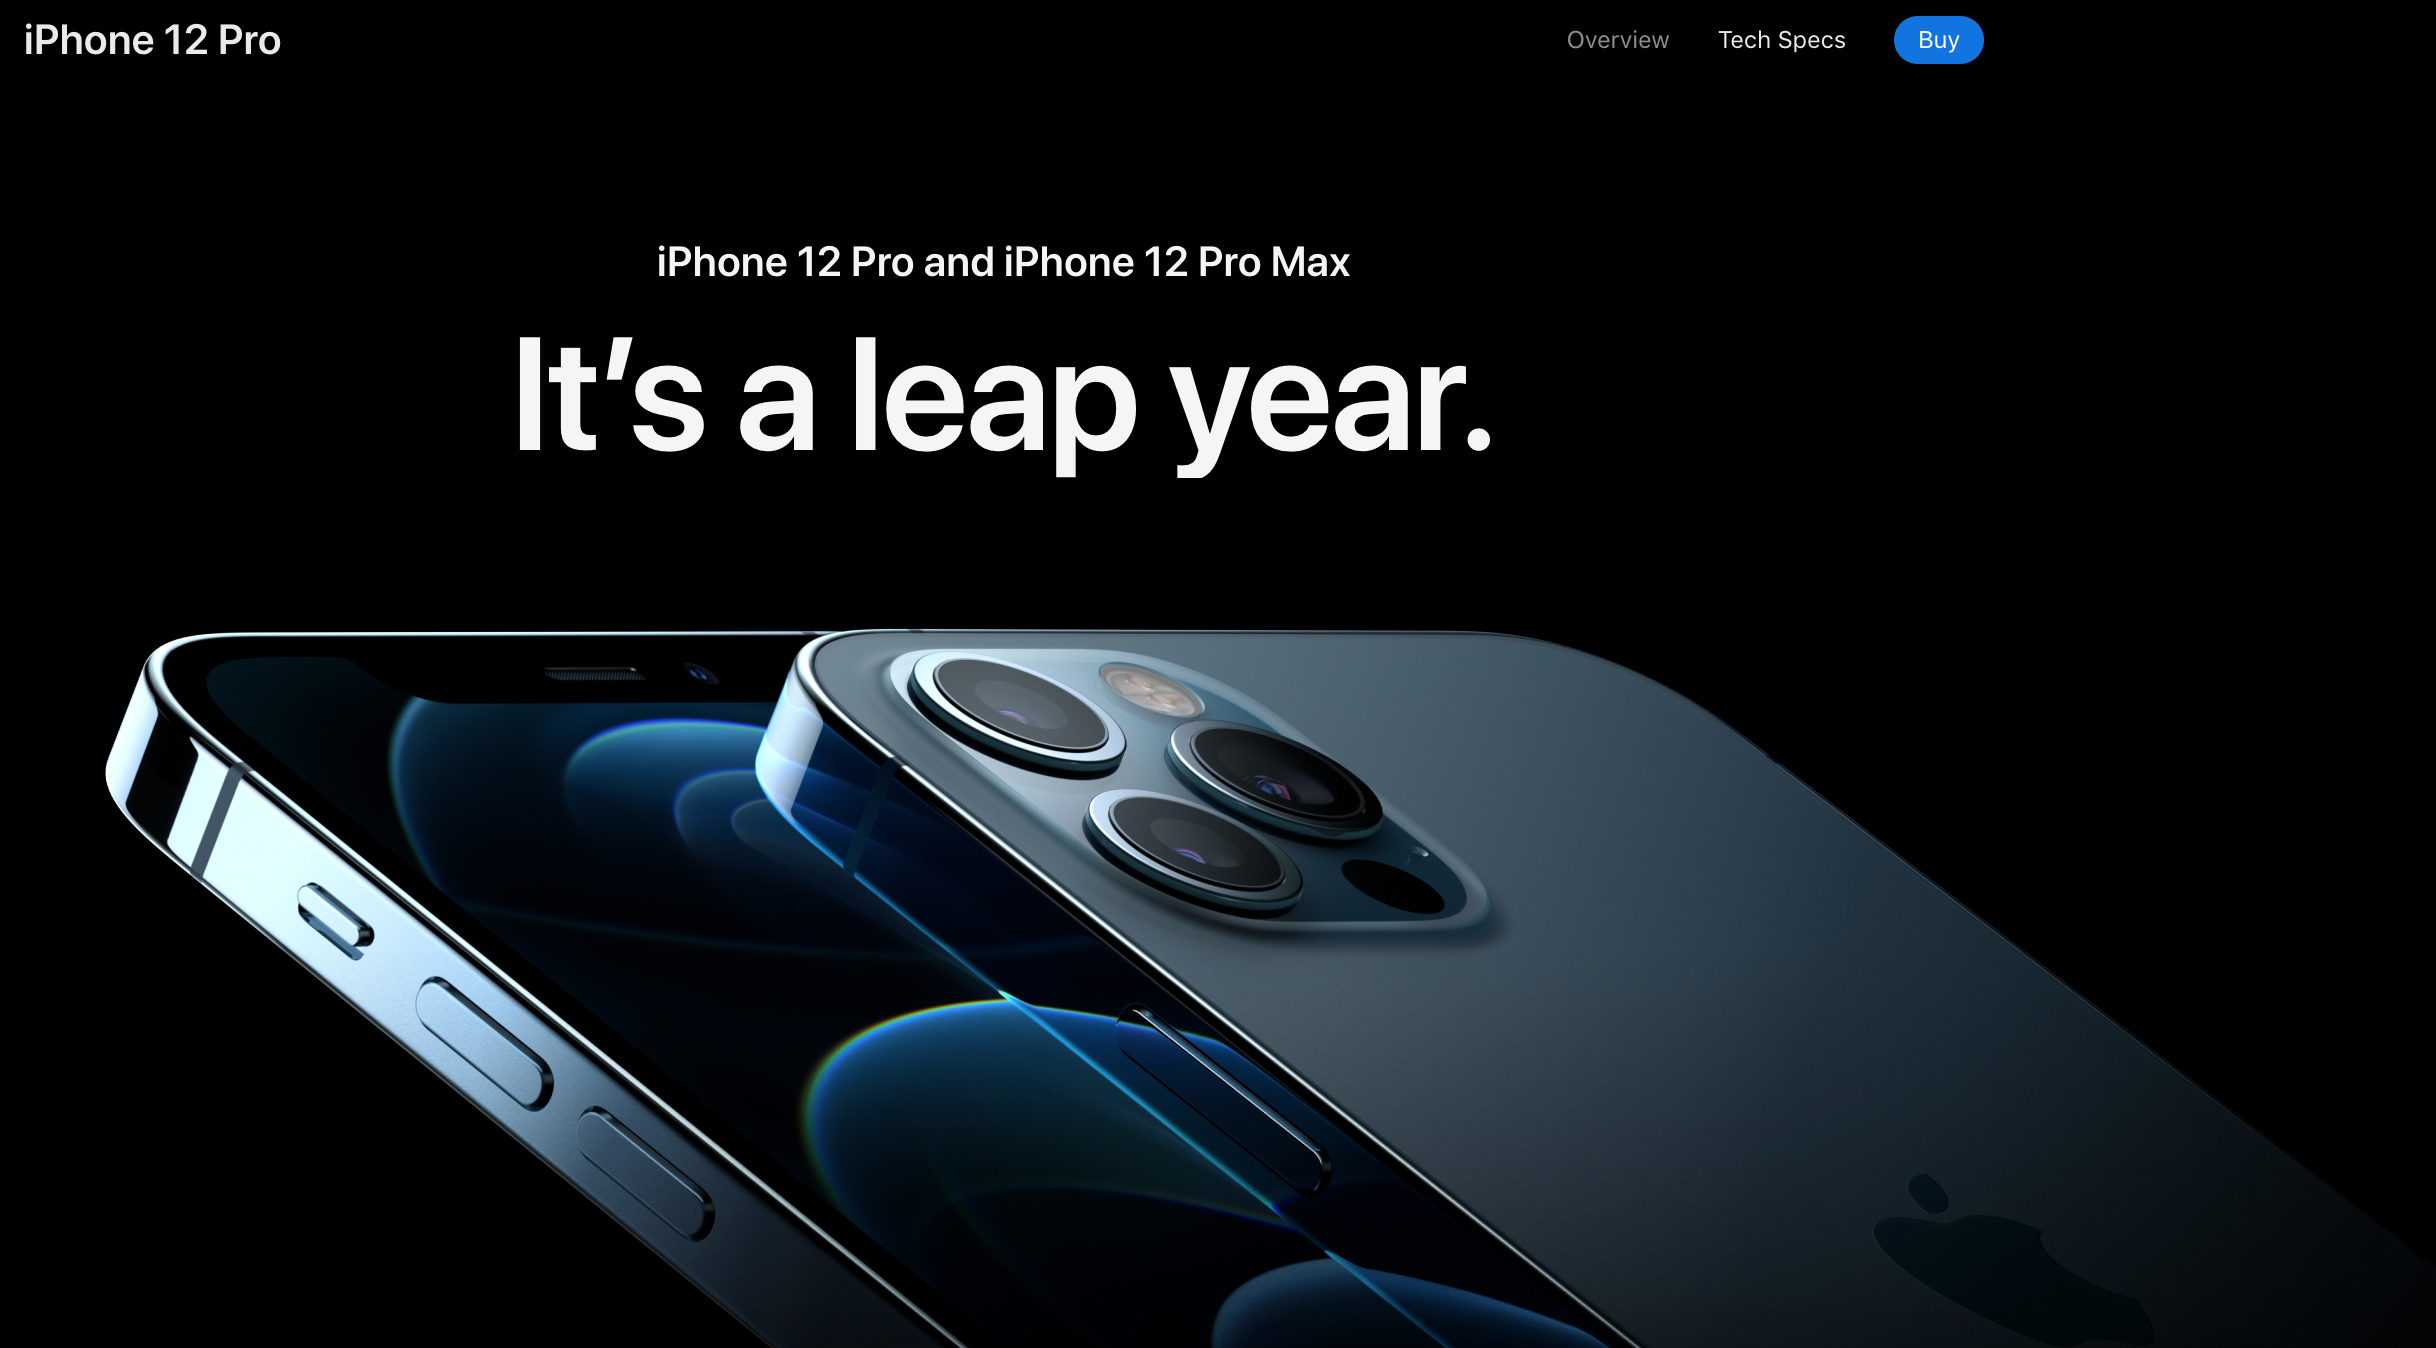 iPhone 12 Pro
Overview Tech Specs Buy
iPhone 12 Pro and iPhone 12 Pro Max
It’s a leap year.